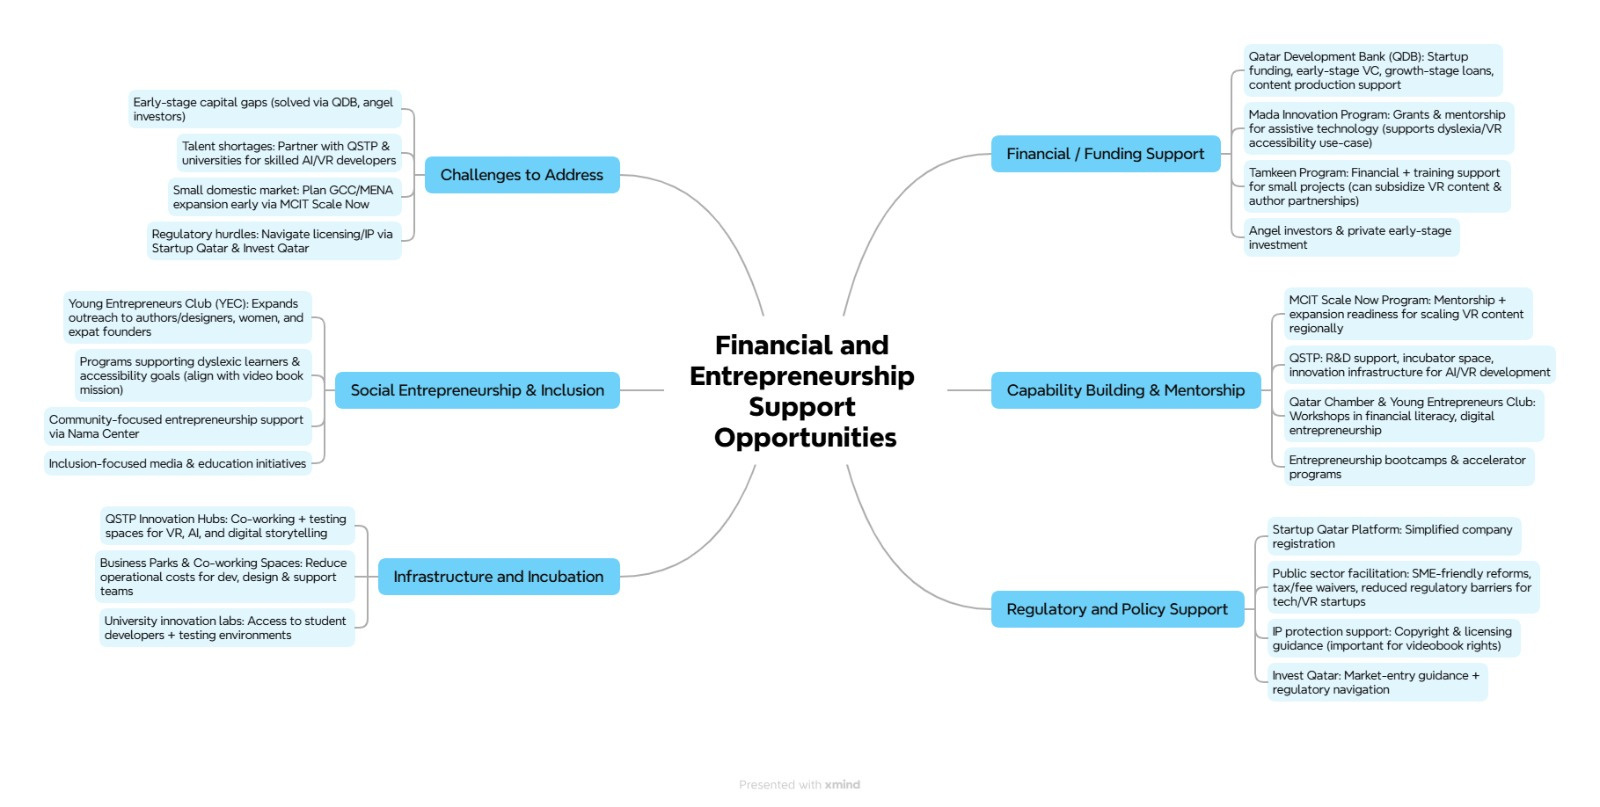 Financial and
Entrepreneurship
Support
Opportunities
Financial / Funding Support
Qatar Development Bank (QDB): Startup
funding, early-stage VC, growth-stage loans,
content production support
Mada Innovation Program: Grants & mentorship
for assistive technology (supports dyslexia/VR
accessibility use-case)
Tamkeen Program: Financial + training support
for small projects (can subsidize VR content &
author partnerships)
Angel investors & private early-stage
investment
Capability Building & Mentorship
MCIT Scale Now Program: Mentorship +
expansion readiness for scaling VR content
regionally
QSTP: R&D support, incubator space,
innovation infrastructure for AI/VR development
Qatar Chamber & Young Entrepreneurs Club:
Workshops in financial literacy, digital
entrepreneurship
Entrepreneurship bootcamps & accelerator
programs
Regulatory and Policy Support
Startup Qatar Platform: Simplified company
registration
Public sector facilitation: SME-friendly reforms,
tax/fee waivers, reduced regulatory barriers for
tech/VR startups
IP protection support: Copyright & licensing
guidance (important for videobook rights)
Invest Qatar: Market-entry guidance +
regulatory navigation
Challenges to Address
Early-stage capital gaps (solved via QDB, angel
investors)
Talent shortages: Partner with QSTP &
universities for skilled AI/VR developers
Small domestic market: Plan GCC/MENA
expansion early via MCIT Scale Now
Regulatory hurdles: Navigate licensing/IP via
Startup Qatar & Invest Qatar
Social Entrepreneurship & Inclusion
Young Entrepreneurs Club (YEC): Expands
outreach to authors/designers, women, and
expat founders
Programs supporting dyslexic learners &
accessibility goals (align with video book
mission)
Community-focused entrepreneurship support
via Nama Center
Inclusion-focused media & education initiatives
Infrastructure and Incubation
QSTP Innovation Hubs: Co-working + testing
spaces for VR, AI, and digital storytelling
Business Parks & Co-working Spaces: Reduce
operational costs for dev, design & support
teams
University innovation labs: Access to student
developers + testing environments
Presented with xmind